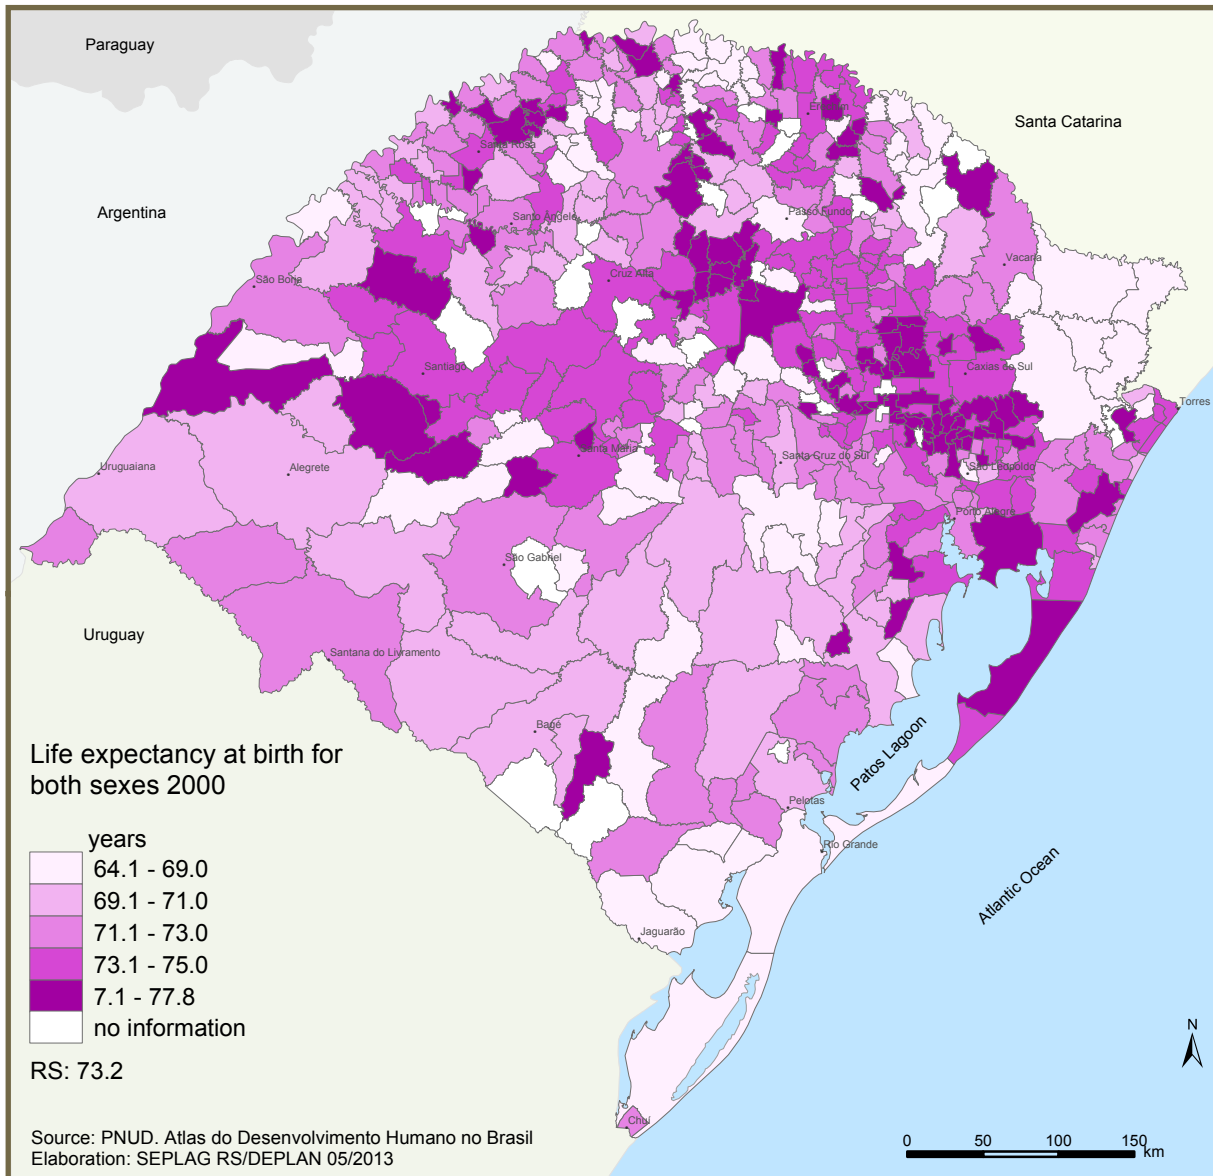 Paraguay
Santa Catarina
Erechim
Santa Rosa
Argentina
Santo Ângelo
Passo Fundo
Vacaria
São Borja
Cruz Alta
Santiago
Caxias do Sul
Torres
Uruguaiana
Alegrete
Santa Maria
Santa Cruz do Sul
São Leopoldo
Porto Alegre
São Gabriel
Uruguay
Santana do Livramento
Bagé
Patos Lagoon
Pelotas
Rio Grande
Atlantic Ocean
Jaguarão
Chuí
Life expectancy at birth for
both sexes 2000
years
64.1 - 69.0
69.1 - 71.0
71.1 - 73.0
73.1 - 75.0
7.1 - 77.8
no information
RS: 73.2
N
Source: PNUD. Atlas do Desenvolvimento Humano no Brasil
Elaboration: SEPLAG RS/DEPLAN 05/2013
0 50 100 150
km